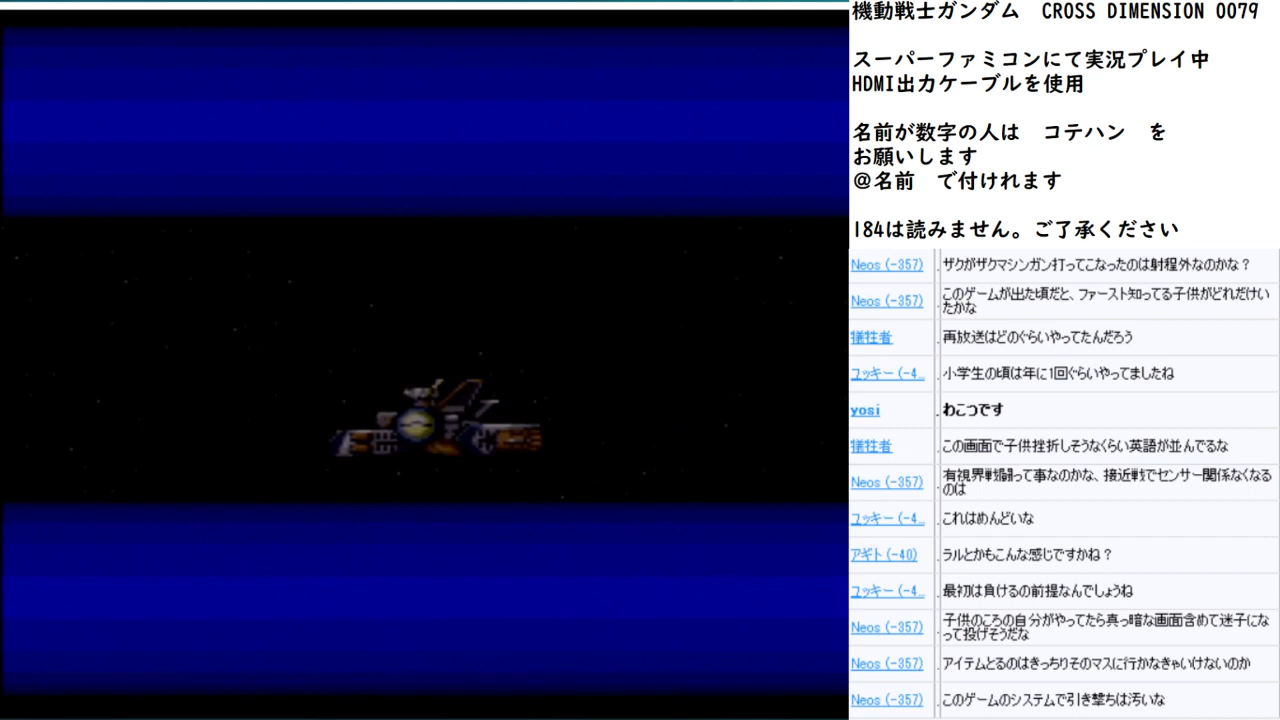 機動戦士ガンダム　CROSS DIMENSION 0079
スーパーファミコンにて実況プレイ中
HDMI出力ケーブルを使用
名前が数字の人は　コテハン　を
お願いします
＠名前　で付けれます
184は読みません。ご了承ください
Neos (-357) ザクがザクマシンガン打ってこなったのは射程外なのかな？
Neos (-357) このゲームが出た頃だと、ファースト知ってる子供がどれだけい
たかな
犠牲者 再放送はどのぐらいやってたんだろう
ユッキー (-4... 小学生の頃は年に1回ぐらいやってましたね
yosi わこつです
犠牲者 この画面で子供挫折しそうなくらい英語が並んでるな
Neos (-357) 有視界戦闘って事なのかな、接近戦でセンサー関係なくなる
のは
ユッキー (-4... これはめんどいな
アギト (-40) ラルとかもこんな感じですかね？
ユッキー (-4... 最初は負けるの前提なんでしょうね
Neos (-357) 子供のころの自分がやってたら真っ暗な画面含めて迷子にな
って投げそうだな
Neos (-357) アイテムとるのはきっちりそのマスに行かなきゃいけないのか
Neos (-357) このゲームのシステムで引き撃ちは汚いな